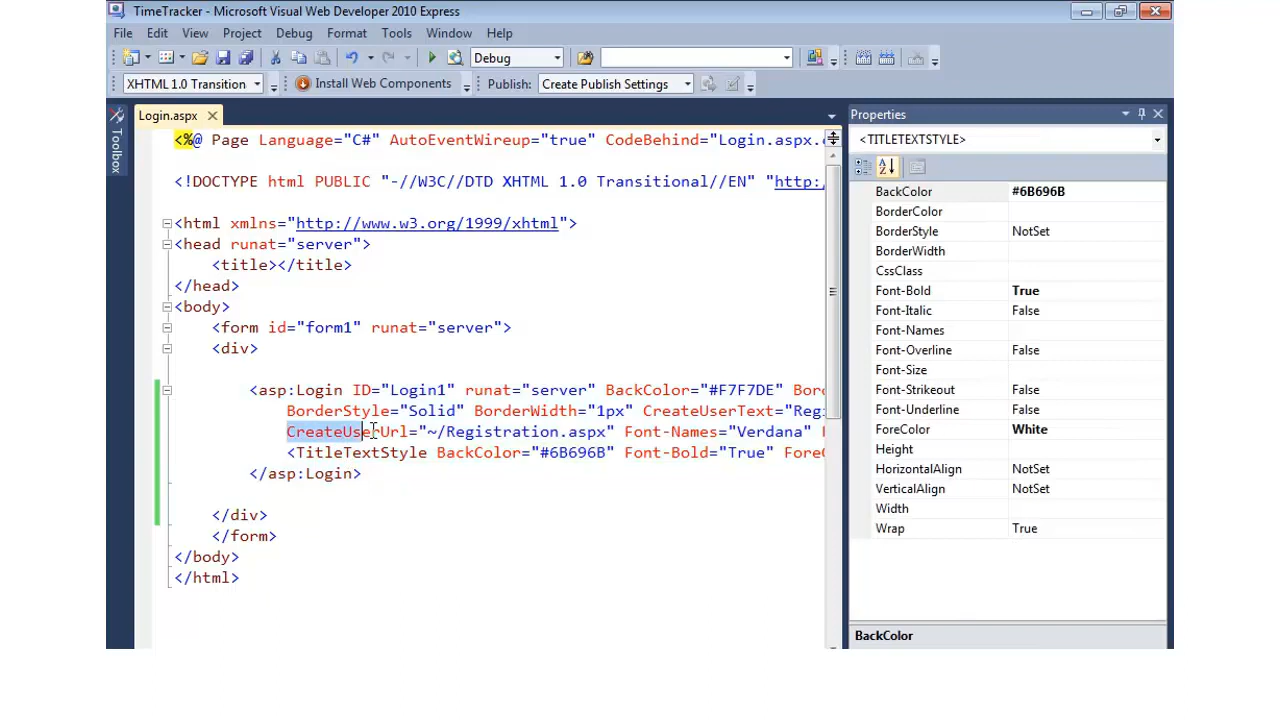 TimeTracker - Microsoft Visual Web Developer 2010 Express
File Edit View Project Debug Format Tools Window Help
Debug
XHTML 1.0 Transition Install Web Components Publish: Create Publish Settings
Toolbox
Login.aspx
<%@ Page Language="C#" AutoEventWireup="true" CodeBehind="Login.aspx.
<!DOCTYPE html PUBLIC "-//W3C//DTD XHTML 1.0 Transitional//EN" "http:/
<html xmlns="http://www.w3.org/1999/xhtml">
<head runat="server">
<title></title>
</head>
<body>
<form id="form1" runat="server">
<div>
<asp:Login ID="Login1" runat="server" BackColor="#F7F7DE" Bor
BorderStyle="Solid" BorderWidth="1px" CreateUserText="Reg
CreateUserUrl="~/Registration.aspx" Font-Names="Verdana"
<TitleTextStyle BackColor="#6B696B" Font-Bold="True" Fore
</asp:Login>
</div>
</form>
</body>
</html>
Properties
<TITLETEXTSTYLE>
BackColor #6B696B
BorderColor
BorderStyle NotSet
BorderWidth
CssClass
Font-Bold True
Font-Italic False
Font-Names
Font-Overline False
Font-Size
Font-Strikeout False
Font-Underline False
ForeColor White
Height
HorizontalAlign NotSet
VerticalAlign NotSet
Width
Wrap True
BackColor